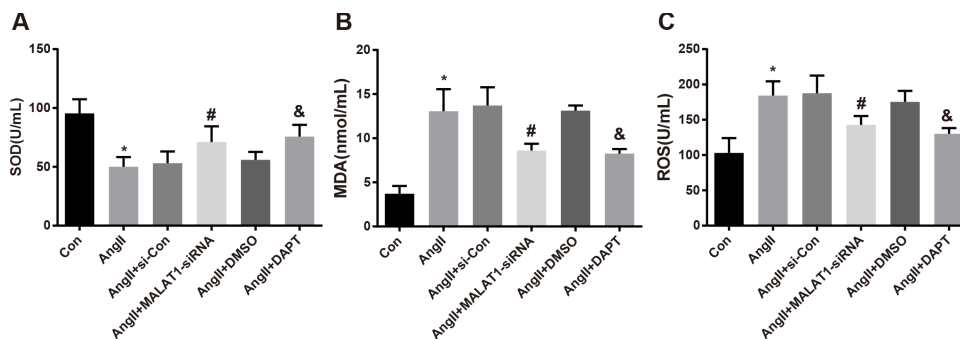 A
SOD(U/mL)
150
100
50
0
*
#
&
Con
AngII
AngII+si-Con
AngII+MALAT1-siRNA
AngII+DMSO
AngII+DAPT
B
MDA(nmol/mL)
20
15
10
5
0
*
#
&
Con
AngII
AngII+si-Con
AngII+MALAT1-siRNA
AngII+DMSO
AngII+DAPT
C
ROS(U/mL)
250
200
150
100
50
0
*
#
&
Con
AngII
AngII+si-Con
AngII+MALAT1-siRNA
AngII+DMSO
AngII+DAPT